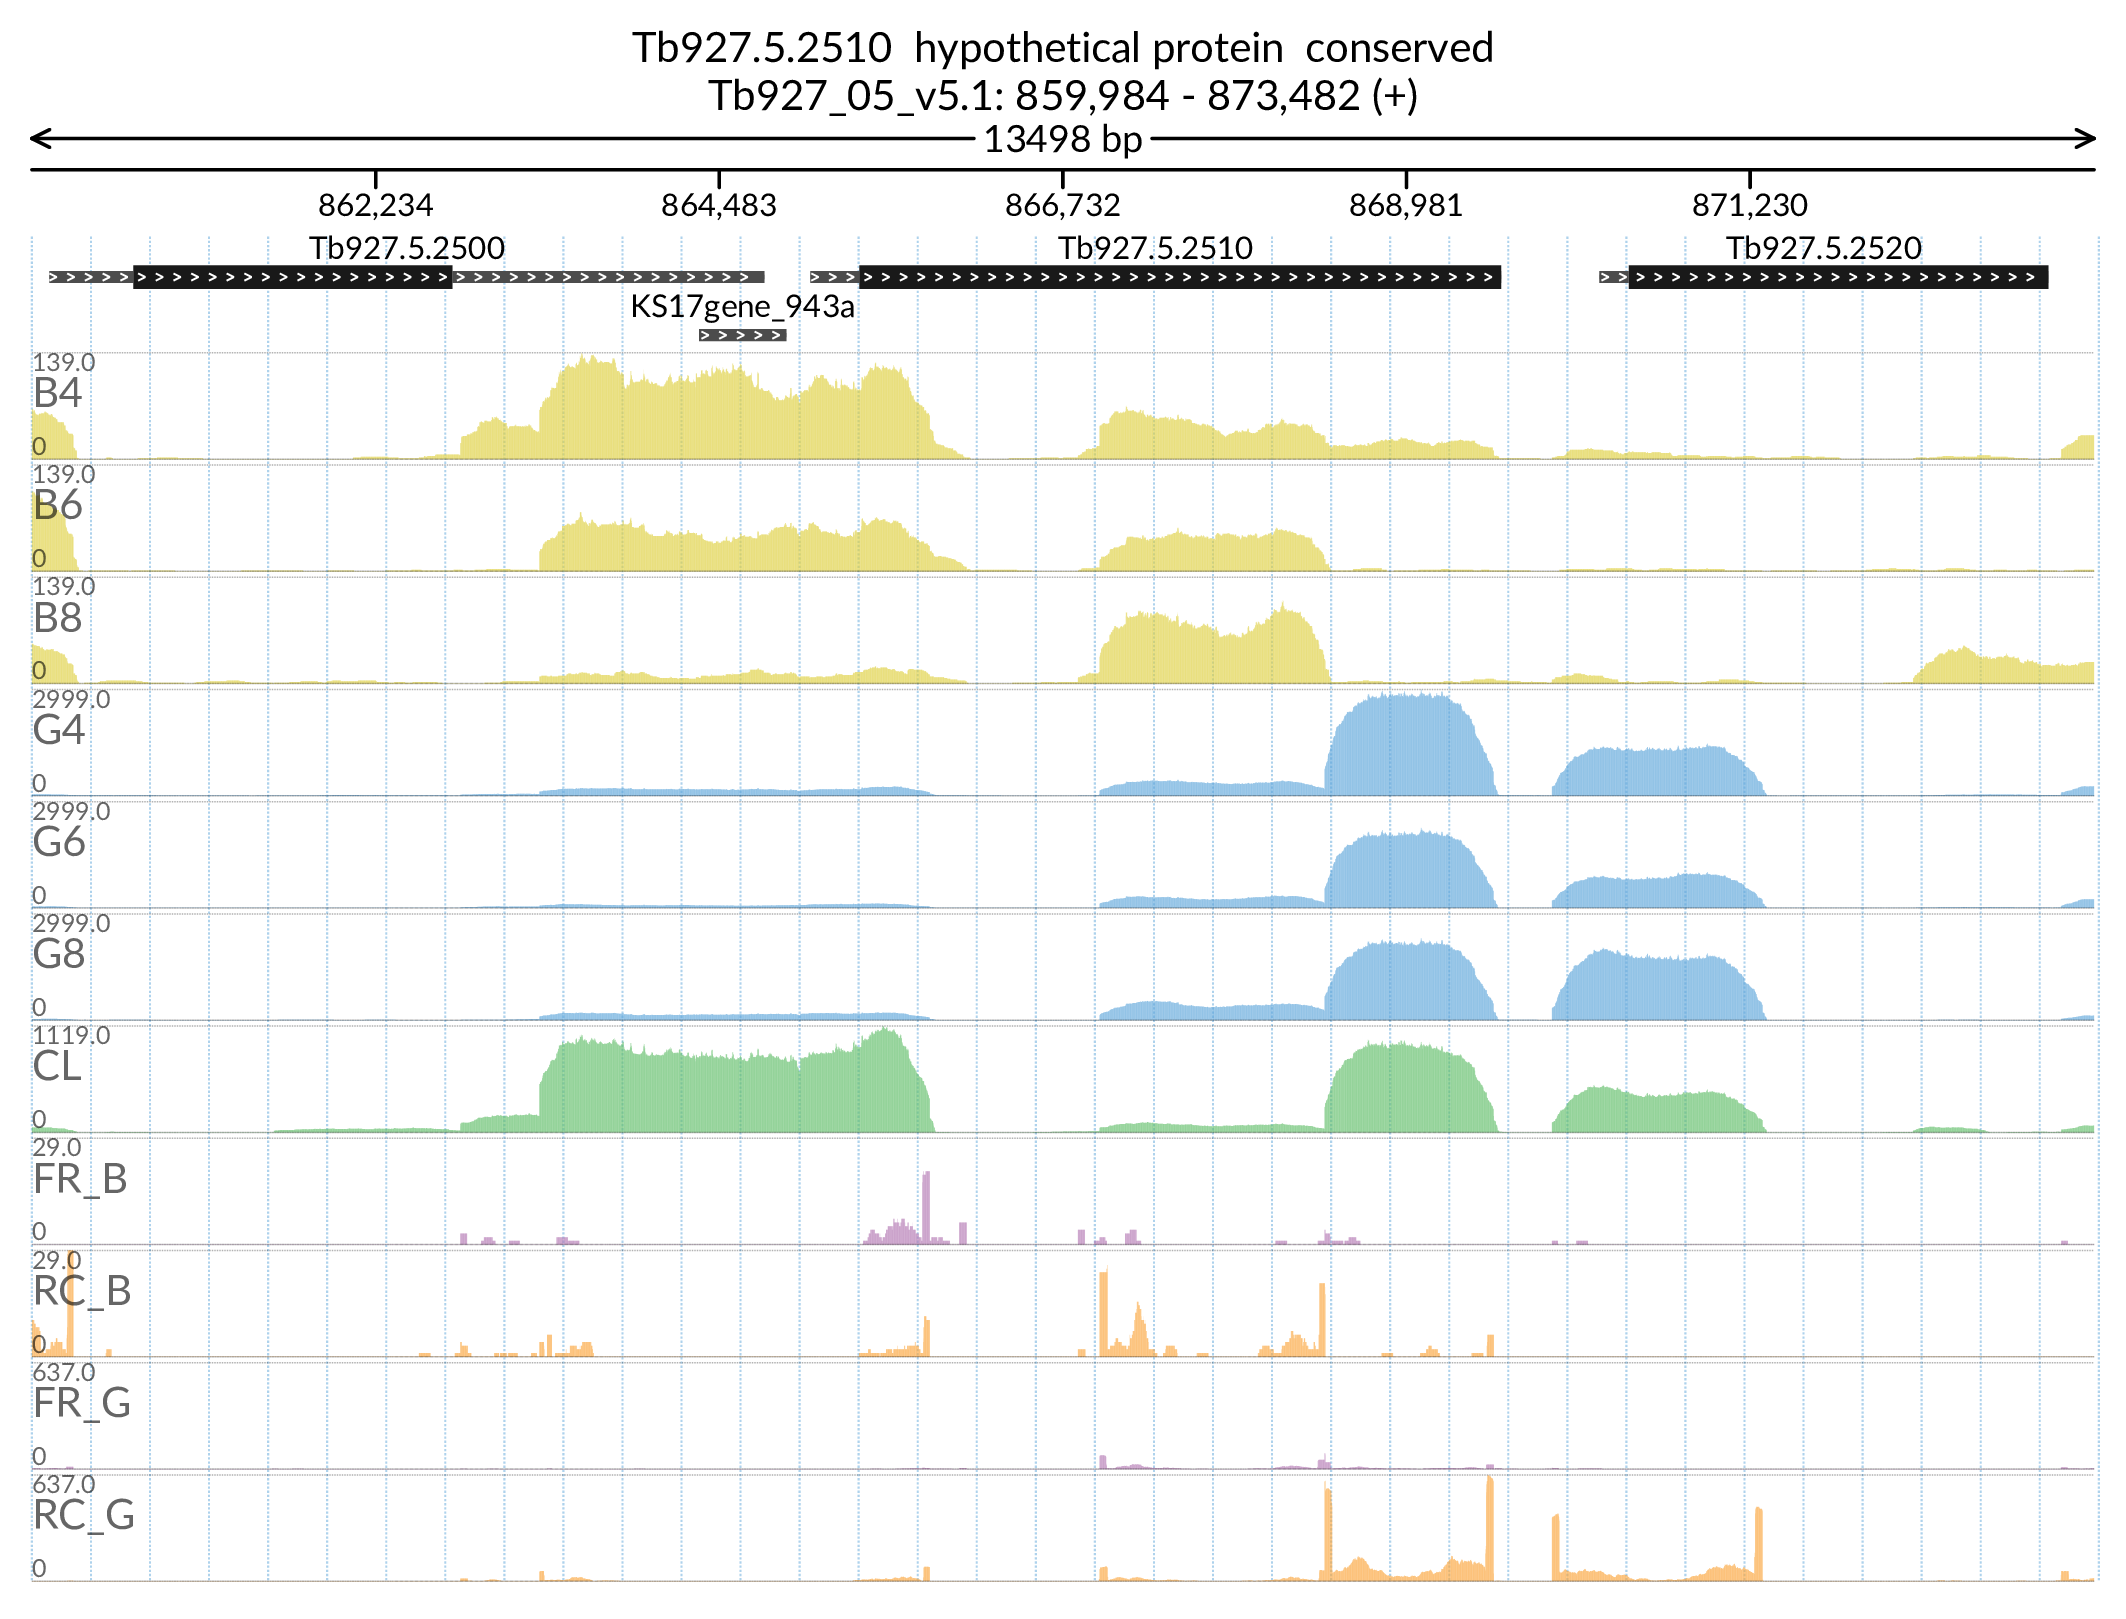 Tb927.5.2510 hypothetical protein conserved
Tb927_05_v5.1: 859,984 - 873,482 (+)
13498 bp
862,234 864,483 866,732 868,981 871,230
Tb927.5.2500 Tb927.5.2510 Tb927.5.2520
KS17gene_943a
139.0
B4
0
139.0
B6
0
139.0
B8
0
2999.0
G4
0
2999.0
G6
0
2999.0
G8
0
1119.0
CL
0
29.0
FR_B
0
29.0
RC_B
0
637.0
FR_G
0
637.0
RC_G
0